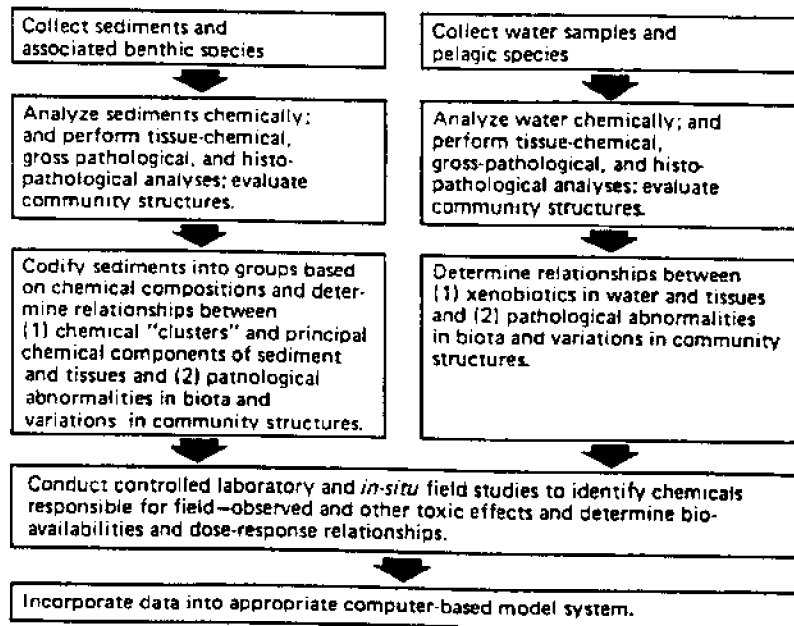 Collect sediments and
associated benthic species
Collect water samples and
pelagic species
Analyze sediments chemically;
and perform tissue-chemical,
gross pathological, and histo-
pathological analyses; evaluate
community structures.
Analyze water chemically; and
perform tissue-chemical,
gross-pathological, and histo-
pathological analyses: evaluate
community structures.
Codify sediments into groups based
on chemical compositions and deter-
mine relationships between
(1) chemical "clusters" and principal
chemical components of sediment
and tissues and (2) patnological
abnormalities in biota and
variations in community structures.
Determine relationships between
(1) xenobiotics in water and tissues
and (2) pathological abnormalities
in biota and variations in community
structures.
Conduct controlled laboratory and in-situ field studies to identify chemicals
responsible for field—observed and other toxic effects and determine bio-
availabilities and dose-response relationships.
Incorporate data into appropriate computer-based model system.